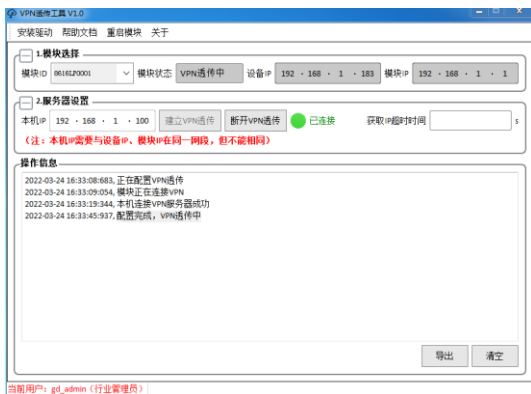 VPN透传工具 V1.0
安装驱动 帮助文档 重启模块 关于
1.模块选择
模块ID 8616LP0001 模块状态 VPN透传中 设备IP 192 . 168 . 1 . 183 模块IP 192 . 168 . 1 . 1
2.服务器设置
本机IP 192 . 168 . 1 . 100 建立VPN透传 断开VPN透传 已连接 获取IP超时时间 s
(注：本机IP需要与设备IP、模块IP在同一网段，但不能相同)
操作信息
2022-03-24 16:33:08:683, 正在配置VPN透传
2022-03-24 16:33:09:054, 模块正在连接VPN
2022-03-24 16:33:19:344, 本机连接VPN服务器成功
2022-03-24 16:33:45:937, 配置完成，VPN透传中
导出 清空
当前用户：gd_admin（行业管理员）